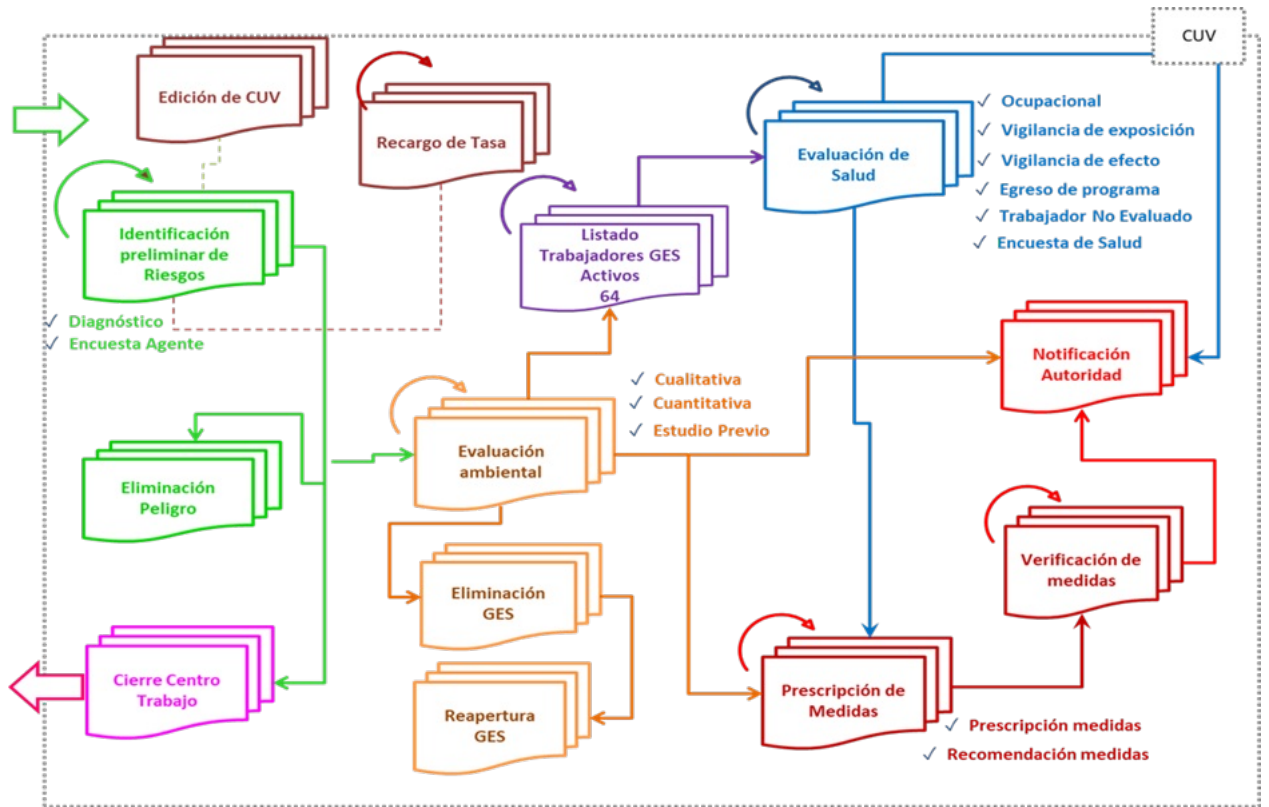 CUV
Edición de CUV
Recargo de Tasa
Evaluación de
Salud
✓ Ocupacional
✓ Vigilancia de exposición
✓ Vigilancia de efecto
✓ Egreso de programa
✓ Trabajador No Evaluado
✓ Encuesta de Salud
Identificación
preliminar de
Riesgos
✓ Diagnóstico
✓ Encuesta Agente
Listado
Trabajadores GES
Activos
64
Notificación
Autoridad
✓ Cualitativa
✓ Cuantitativa
✓ Estudio Previo
Evaluación
ambiental
Eliminación
Peligro
Verificación de
medidas
Eliminación
GES
Cierre Centro
Trabajo
Reapertura
GES
Prescripción de
Medidas
✓ Prescripción medidas
✓ Recomendación medidas